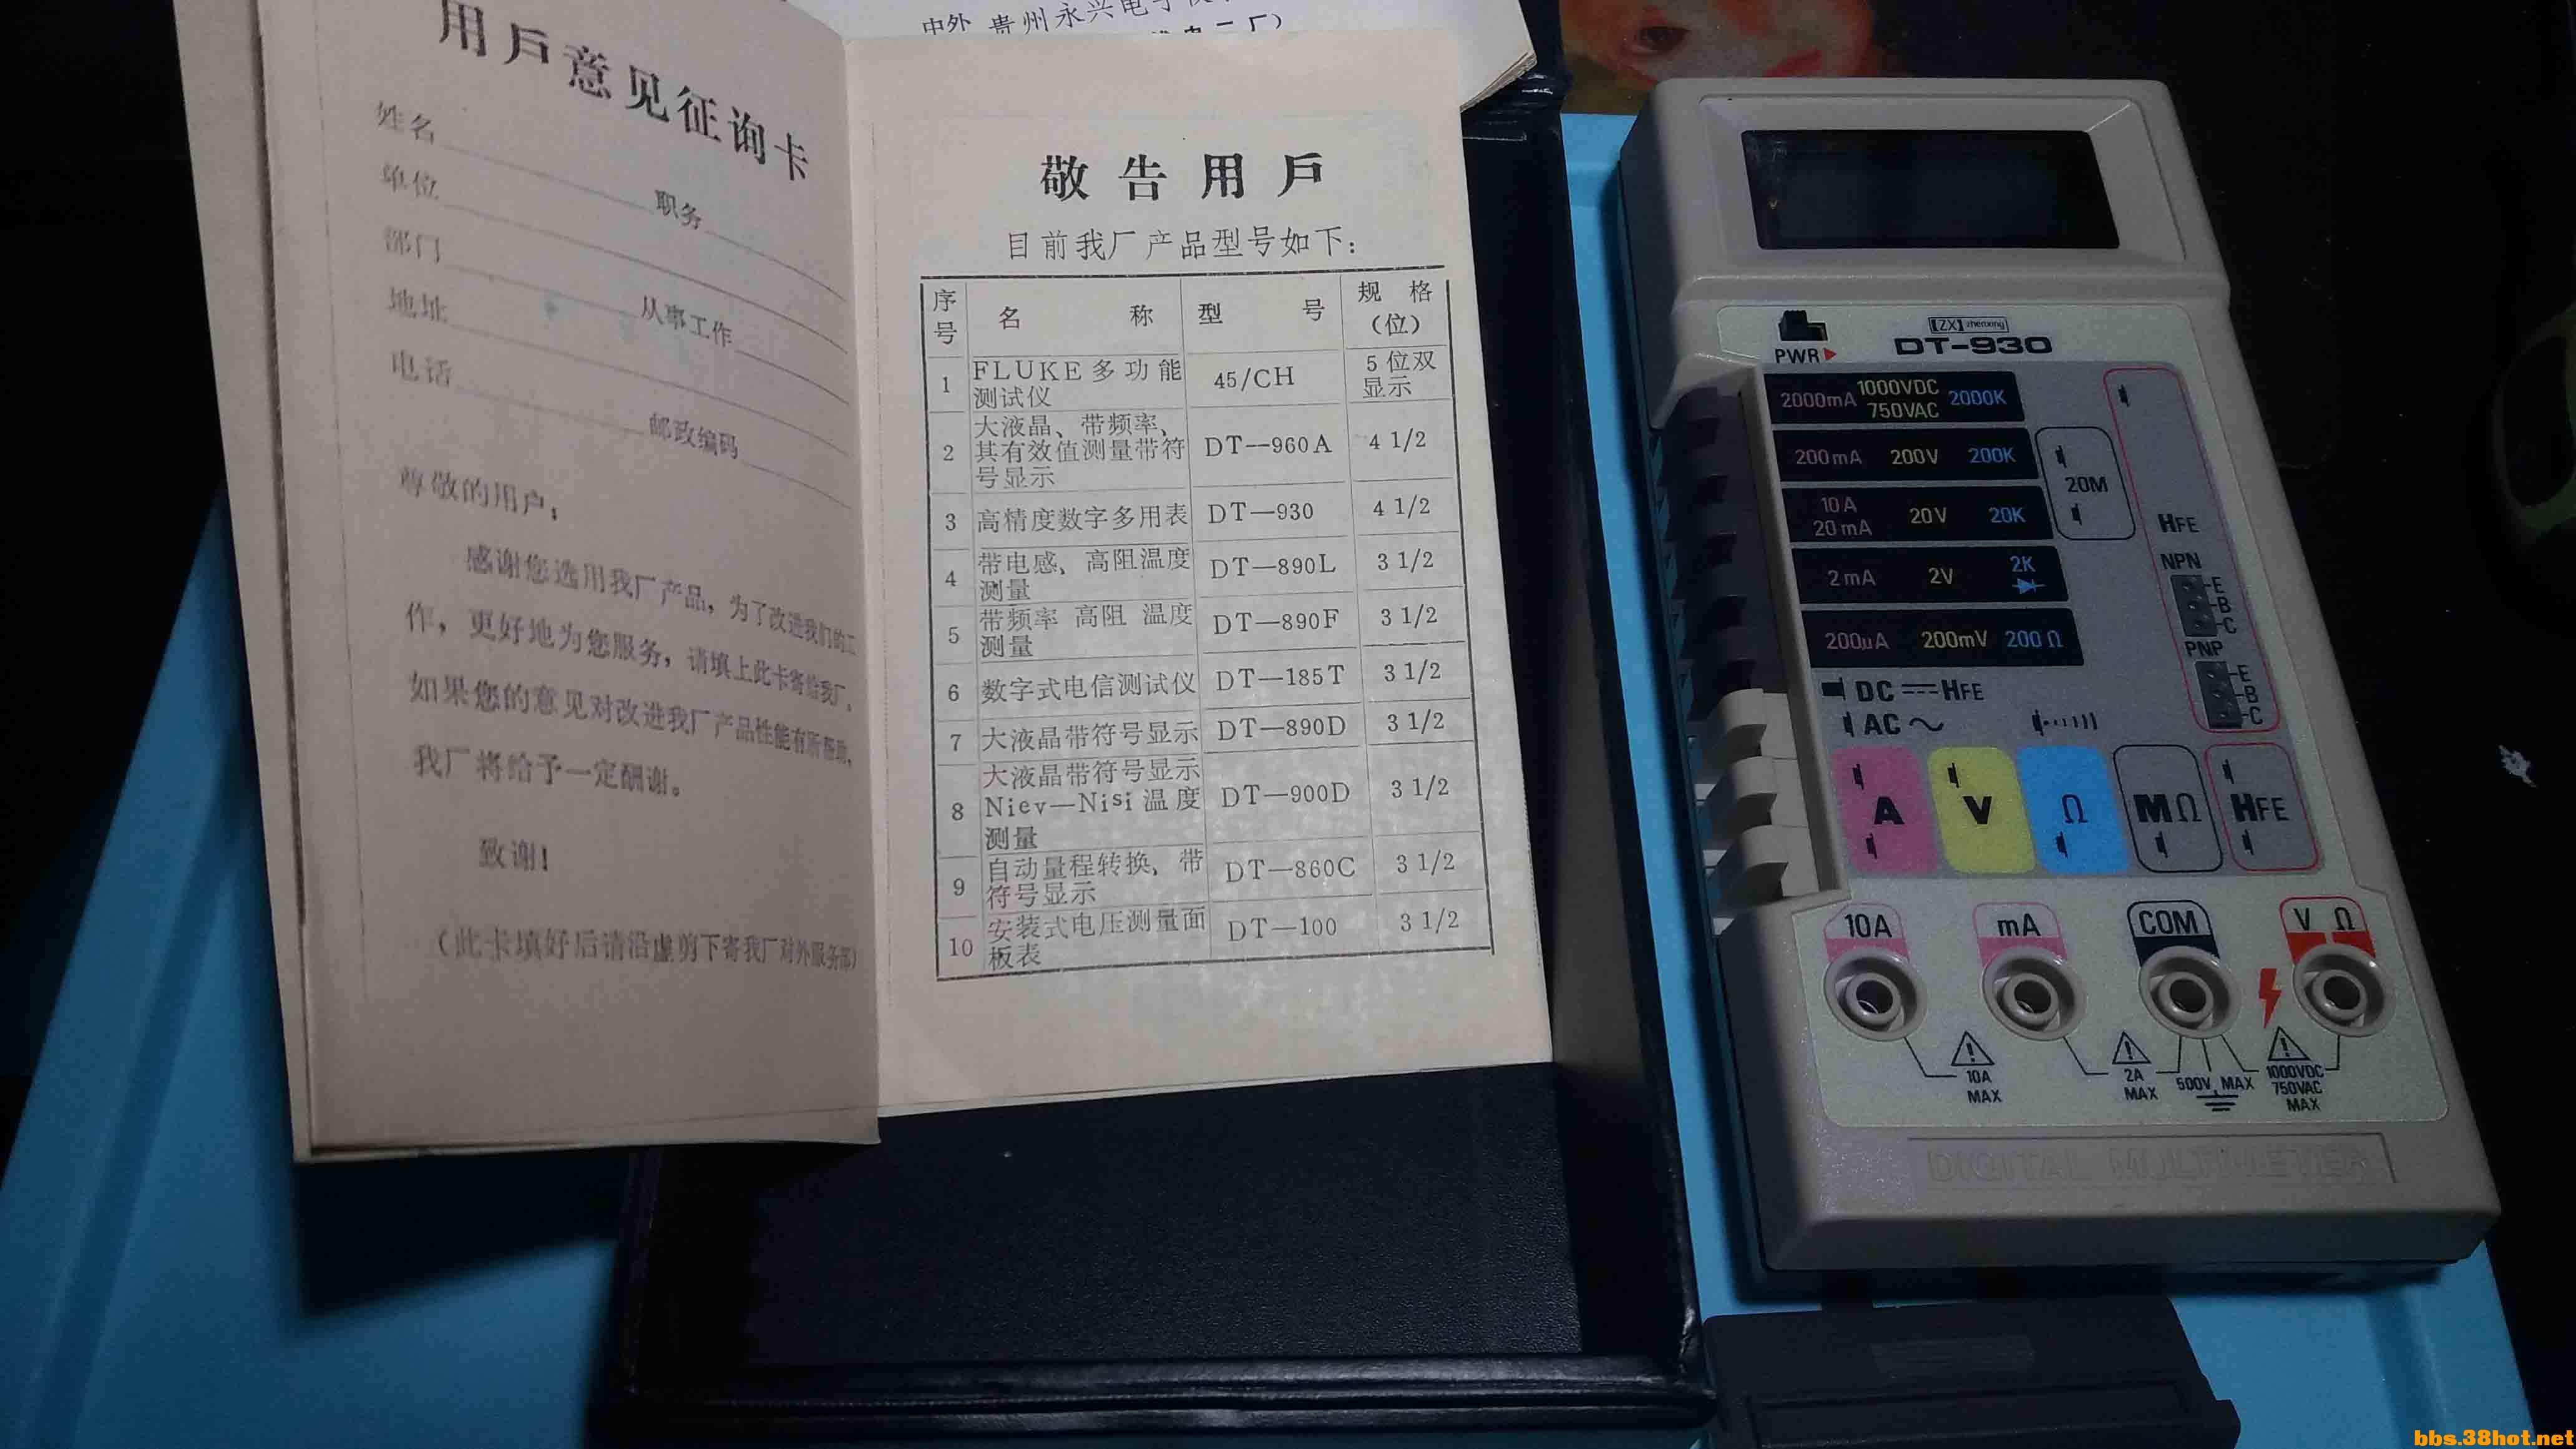 中外 贵州永兴电子仪
用戶意见征询卡
姓名 职务
单位
部门 从事工作
地址
电话 邮政编码
尊敬的用户：
感谢您选用我厂产品，为了改进我们的工
作，更好地为您服务，请填上此卡寄给我厂，
如果您的意见对改进我厂产品性能有所帮助，
我厂将给予一定酬谢。
致谢！
（此卡填好后请沿虚剪下寄我厂对外服务部）
敬告用戶
目前我厂产品型号如下：
序号 名称 型号 规格（位）
1 FLUKE多功能测试仪 45/CH 5位双显示
2 大液晶、带频率、其有效值测量带符号显示 DT—960A 4 1/2
3 高精度数字多用表 DT—930 4 1/2
4 带电感、高阻温度测量 DT—890L 3 1/2
5 带频率 高阻 温度测量 DT—890F 3 1/2
6 数字式电信测试仪 DT—185T 3 1/2
7 大液晶带符号显示 DT—890D 3 1/2
8 大液晶带符号显示Nicv—Nisi温度测量 DT—900D 3 1/2
9 自动量程转换，带符号显示 DT—860C 3 1/2
10 安装式电压测量面板表 DT—100 3 1/2
ZX zhenxing
PWR DT-930
2000mA 1000VDC 750VAC 2000K
200mA 200V 200K
20M
10A 20mA 20V 20K
2mA 2V 2K
200µA 200mV 200Ω
HFE
NPN
E
B
C
PNP
E
B
C
DC HFE
AC
A V Ω MΩ HFE
10A mA COM V Ω
10A MAX
2A MAX
500V MAX
1000VDC 750VAC MAX
DIGITAL MULTIMETER
bbs.38hot.net